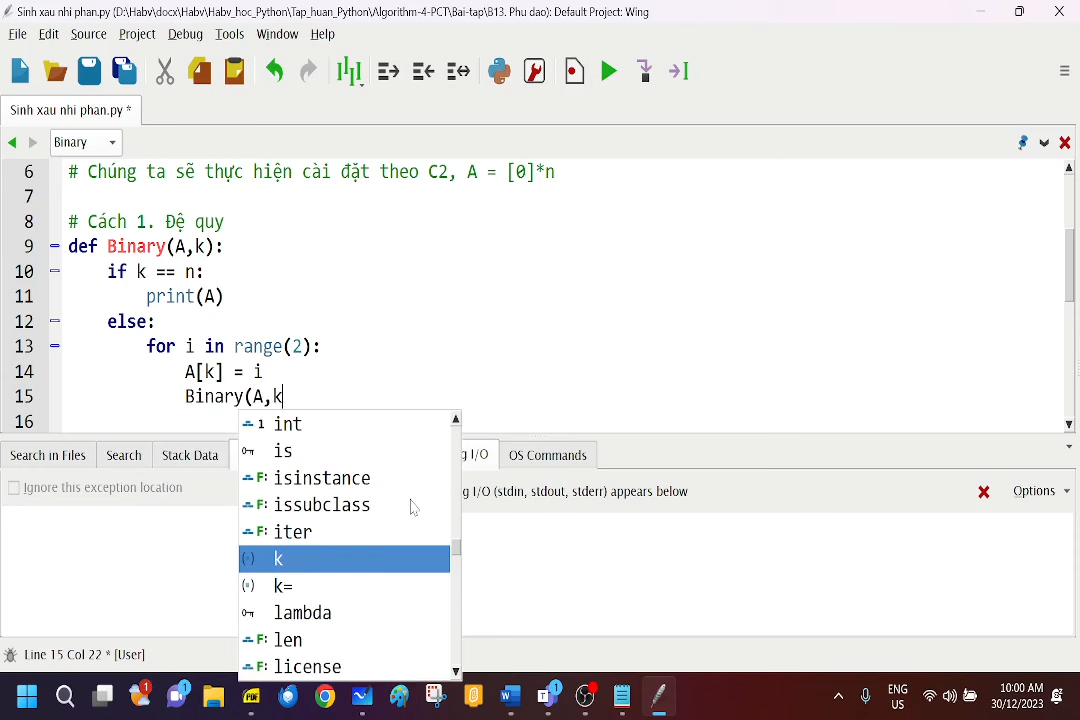 Sinh xau nhi phan.py (D:\Habv\docx\Habv\Habv_hoc_Python\Tap_huan_Python\Algorithm-4-PCT\Bai-tap\B13. Phu dao): Default Project: Wing
File Edit Source Project Debug Tools Window Help
Sinh xau nhi phan.py *
Binary
6 # Chúng ta sẽ thực hiện cài đặt theo C2, A = [0]*n
7
8 # Cách 1. Đệ quy
9 def Binary(A,k):
10 if k == n:
11 print(A)
12 else:
13 for i in range(2):
14 A[k] = i
15 Binary(A,k
16
int
is
isinstance
issubclass
iter
k
k=
lambda
len
license
Search in Files Search Stack Data g I/O OS Commands
Ignore this exception location
g I/O (stdin, stdout, stderr) appears below
Options
Line 15 Col 22 * [User]
ENG
US
10:00 AM
30/12/2023